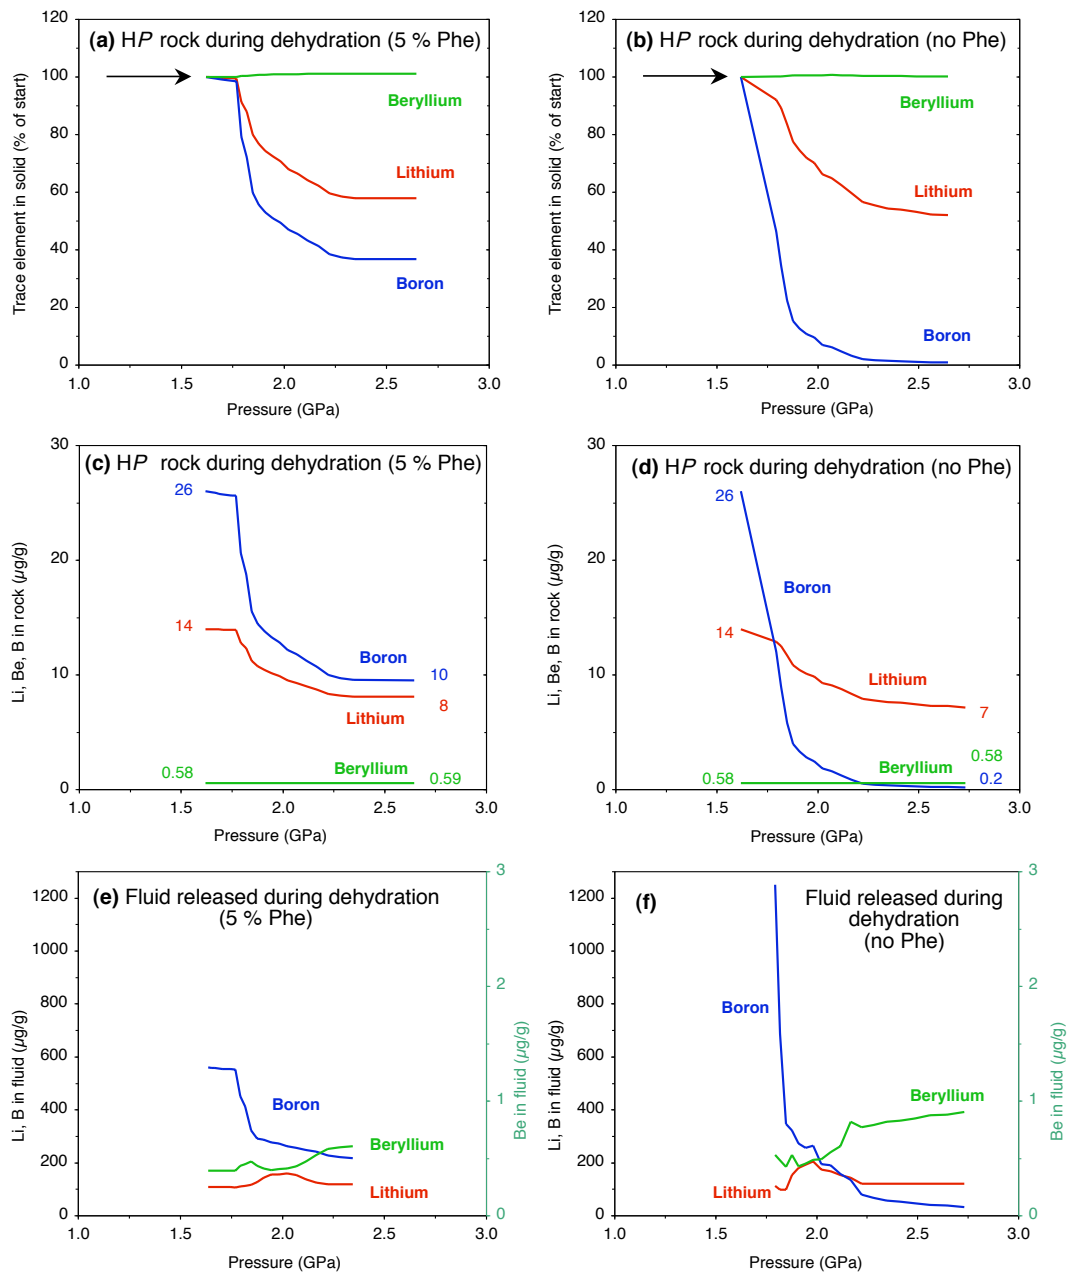 (a) HP rock during dehydration (5 % Phe)
Trace element in solid (% of start)
120
100
80
60
40
20
0
Beryllium
Lithium
Boron
1.0
1.5
2.0
2.5
3.0
Pressure (GPa)
(b) HP rock during dehydration (no Phe)
Trace element in solid (% of start)
120
100
80
60
40
20
0
Beryllium
Lithium
Boron
1.0
1.5
2.0
2.5
3.0
Pressure (GPa)
(c) HP rock during dehydration (5 % Phe)
Li, Be, B in rock (µg/g)
30
20
10
0
26
14
0.58
Boron
10
8
Lithium
Beryllium
0.59
1.0
1.5
2.0
2.5
3.0
Pressure (GPa)
(d) HP rock during dehydration (no Phe)
Li, Be, B in rock (µg/g)
30
20
10
0
26
14
0.58
Boron
Lithium
7
0.58
Beryllium
0.2
1.0
1.5
2.0
2.5
3.0
Pressure (GPa)
(e) Fluid released during dehydration
(5 % Phe)
Li, B in fluid (µg/g)
1200
1000
800
600
400
200
0
Boron
Beryllium
Lithium
3
2
1
0
Be in fluid (µg/g)
1.0
1.5
2.0
2.5
3.0
Pressure (GPa)
(f)
Fluid released during
dehydration
(no Phe)
Li, B in fluid (µg/g)
1200
1000
800
600
400
200
0
Boron
Beryllium
Lithium
3
2
1
0
Be in fluid (µg/g)
1.0
1.5
2.0
2.5
3.0
Pressure (GPa)